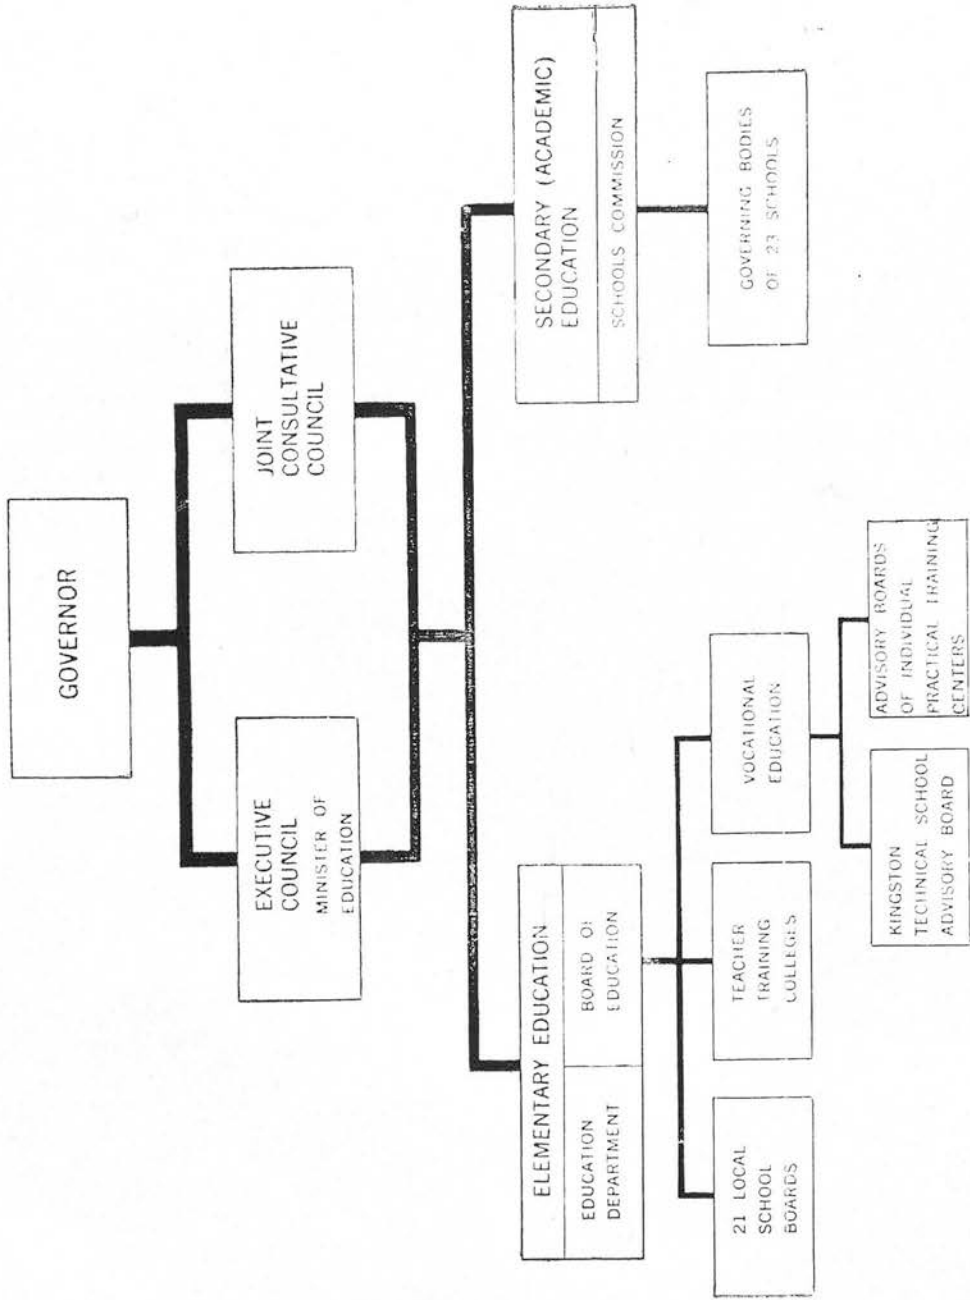 GOVERNOR
EXECUTIVE
COUNCIL
MINISTER OF
EDUCATION
JOINT
CONSULTATIVE
COUNCIL
ELEMENTARY EDUCATION
EDUCATION
DEPARTMENT
BOARD OF
EDUCATION
SECONDARY (ACADEMIC)
EDUCATION
SCHOOLS COMMISSION
21 LOCAL
SCHOOL
BOARDS
TEACHER
TRAINING
COLLEGES
VOCATIONAL
EDUCATION
GOVERNING BODIES
OF 23 SCHOOLS
KINGSTON
TECHNICAL SCHOOL
ADVISORY BOARD
ADVISORY BOARDS
OF INDIVIDUAL
PRACTICAL TRAINING
CENTERS